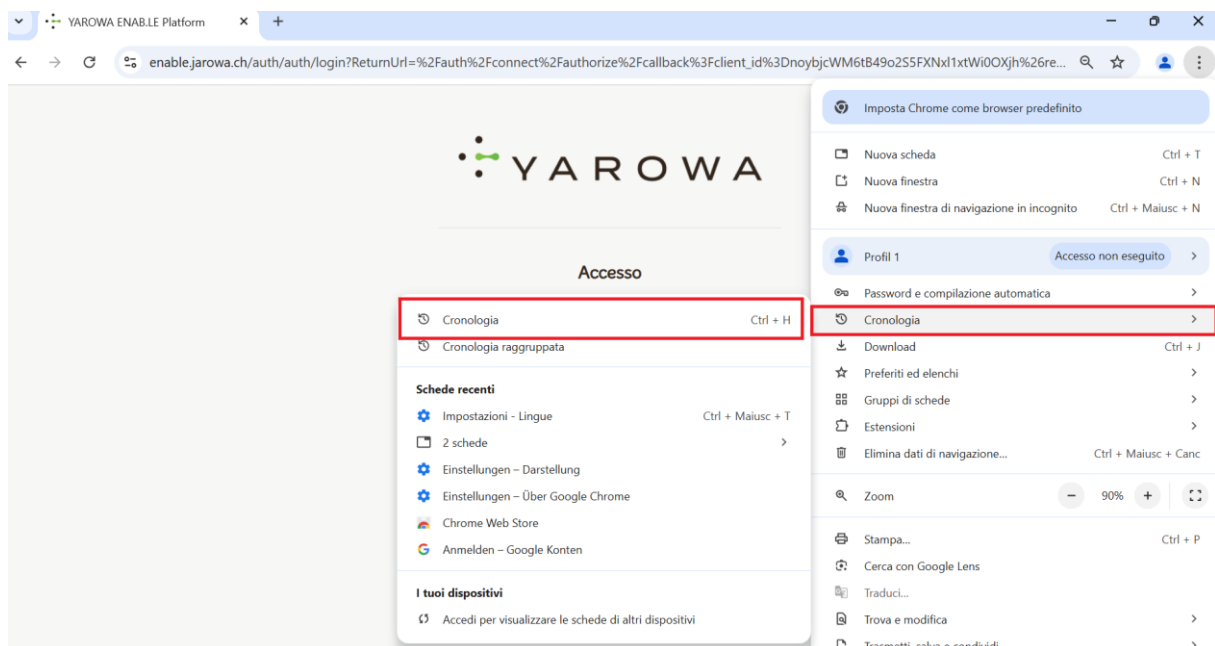 YAROWA ENAB.LE Platform
enable.jarowa.ch/auth/auth/login?ReturnUrl=%2Fauth%2Fconnect%2Fauthorize%2Fcallback%3Fclient_id%3DnoybjcWM6tB49o2S5FXNxl1xtWi0OXjh%26re...
YAROWA
Accesso
Cronologia Ctrl + H
Cronologia raggruppata
Schede recenti
Impostazioni - Lingue Ctrl + Maiusc + T
2 schede
Einstellungen – Darstellung
Einstellungen – Über Google Chrome
Chrome Web Store
Anmelden – Google Konten
I tuoi dispositivi
Accedi per visualizzare le schede di altri dispositivi
Imposta Chrome come browser predefinito
Nuova scheda Ctrl + T
Nuova finestra Ctrl + N
Nuova finestra di navigazione in incognito Ctrl + Maiusc + N
Profil 1 Accesso non eseguito
Password e compilazione automatica
Cronologia
Download Ctrl + J
Preferiti ed elenchi
Gruppi di schede
Estensioni
Elimina dati di navigazione... Ctrl + Maiusc + Canc
Zoom − 90% +
Stampa... Ctrl + P
Cerca con Google Lens
Traduci...
Trova e modifica
Trasmetti, salva e condividi